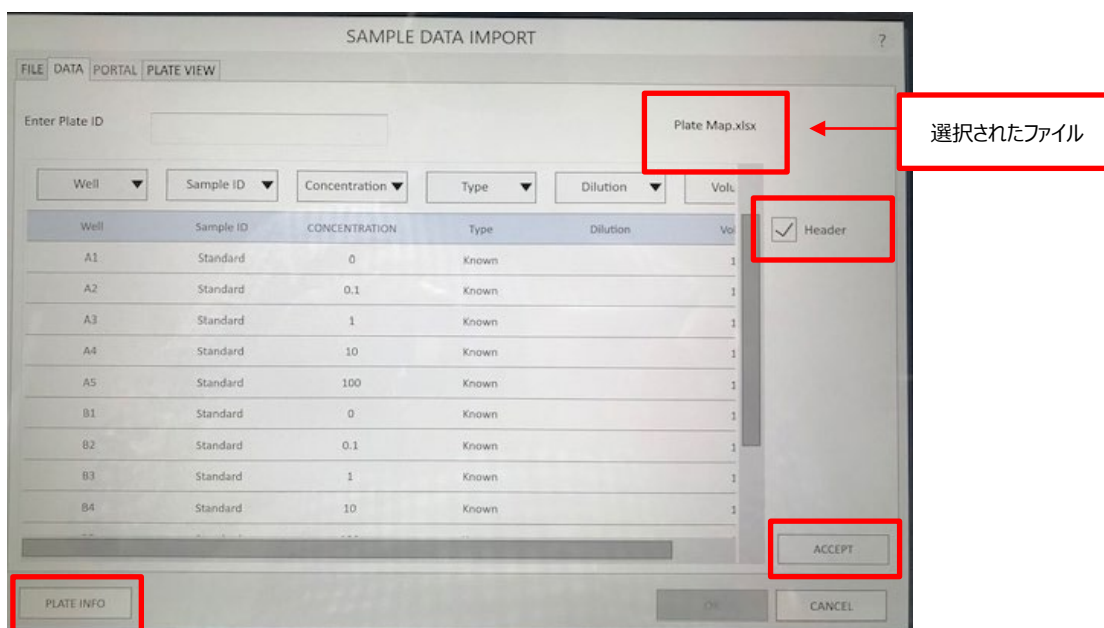 SAMPLE DATA IMPORT
?
FILE DATA PORTAL PLATE VIEW
Enter Plate ID
Plate Map.xlsx
選択されたファイル
Well Sample ID Concentration Type Dilution Volu
Well Sample ID CONCENTRATION Type Dilution Vol
Header
A1 Standard 0 Known 1
A2 Standard 0.1 Known 1
A3 Standard 1 Known 1
A4 Standard 10 Known 1
A5 Standard 100 Known 1
B1 Standard 0 Known 1
B2 Standard 0.1 Known 1
B3 Standard 1 Known 1
B4 Standard 10 Known 1
ACCEPT
PLATE INFO
OK
CANCEL